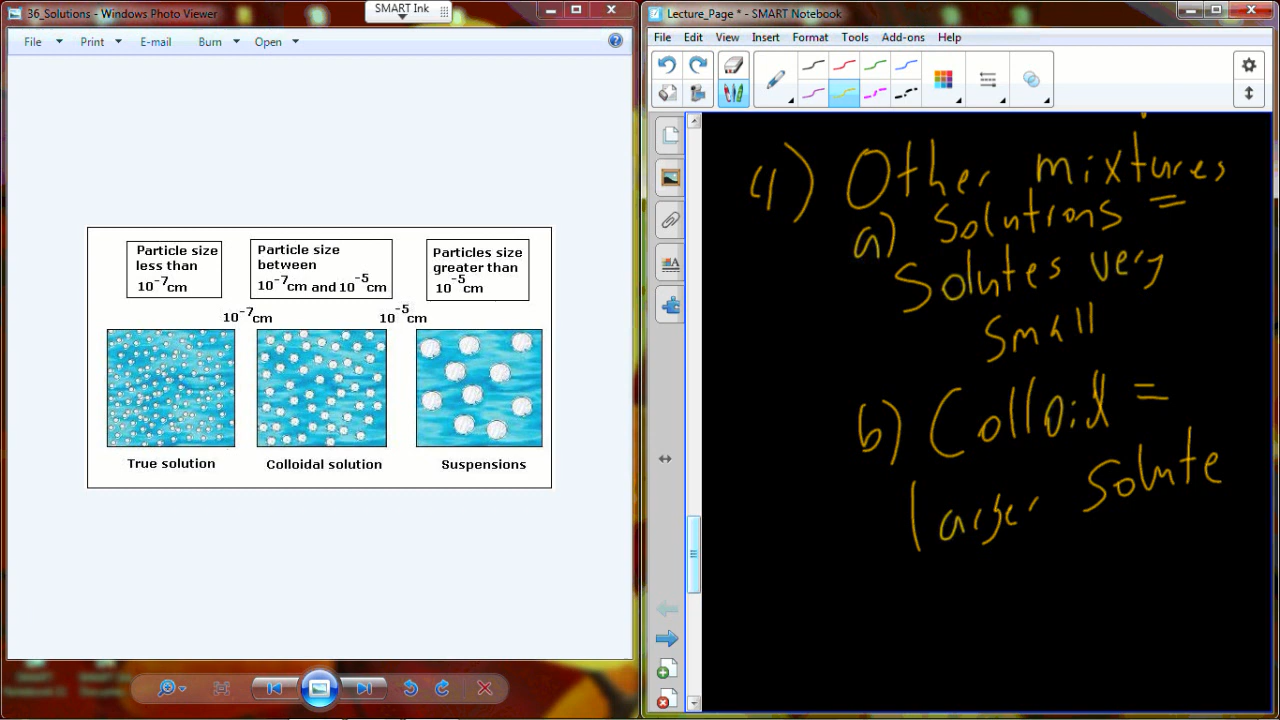 36_Solutions - Windows Photo Viewer
SMART Ink
File Print E-mail Burn Open
Particle size
less than
10⁻⁷cm
Particle size
between
10⁻⁷cm and 10⁻⁵cm
Particles size
greater than
10⁻⁵cm
10⁻⁷cm
10⁻⁵cm
True solution
Colloidal solution
Suspensions
Lecture_Page * - SMART Notebook
File Edit View Insert Format Tools Add-ons Help
4) Other mixtures
a) Solutions =
Solutes very
small
b) Colloid =
larger solute